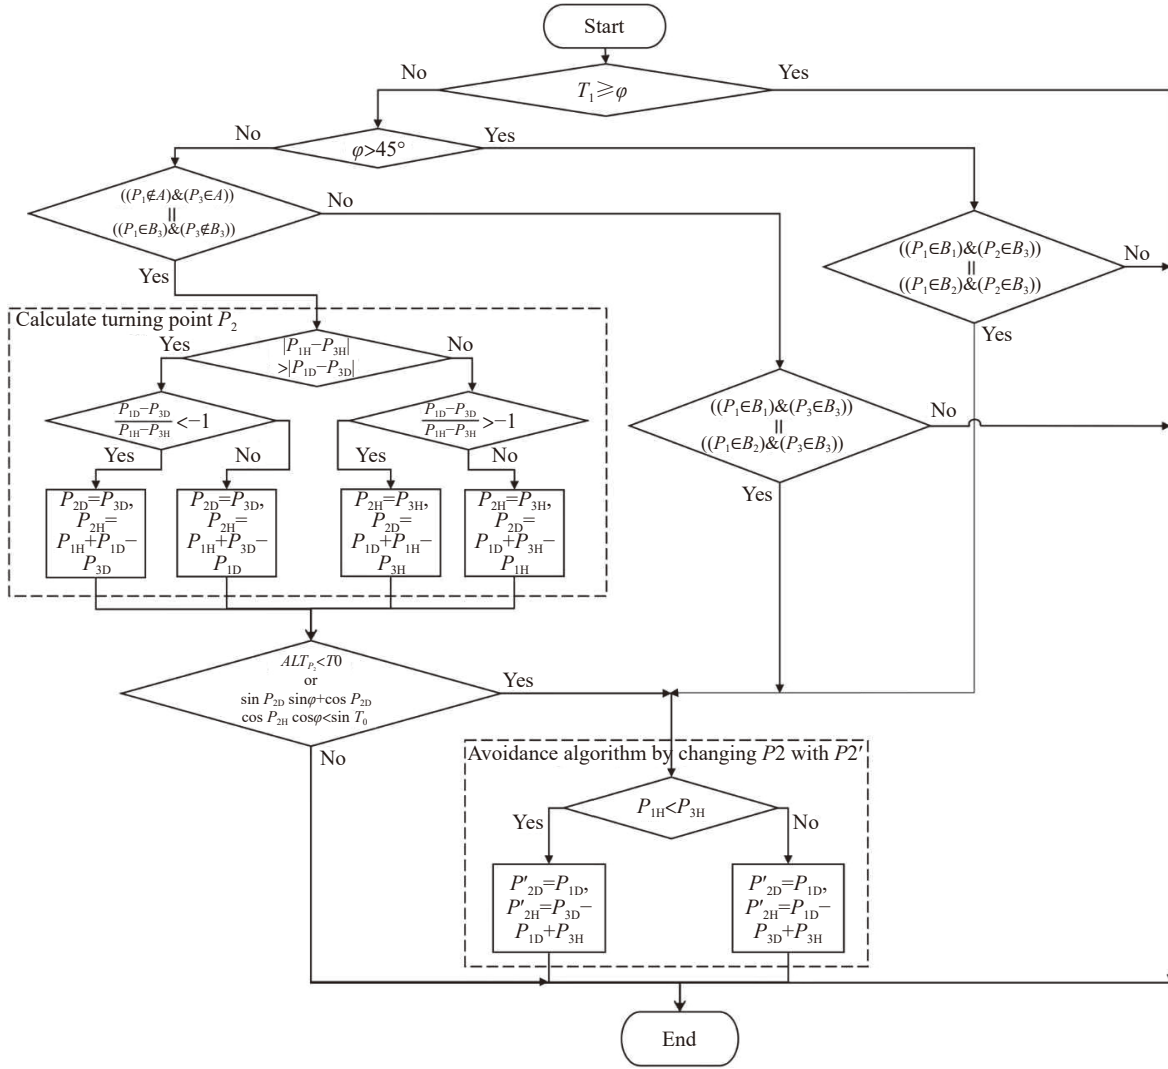 Start
No
Yes
T₁⩾φ
No
Yes
φ>45°
((P₁∉A)&(P₃∈A))
||
((P₁∈B₃)&(P₃∉B₃))
No
Yes
((P₁∈B₁)&(P₂∈B₃))
||
((P₁∈B₂)&(P₂∈B₃))
No
Yes
Calculate turning point P₂
Yes
|P1H−P3H|
>|P1D−P3D|
No
P1D−P3D
P1H−P3H
<−1
P1D−P3D
P1H−P3H
>−1
Yes
No
Yes
No
((P₁∈B₁)&(P₃∈B₃))
||
((P₁∈B₂)&(P₃∈B₃))
No
Yes
P2D=P3D,
P2H=
P1H+P1D−
P3D
P2D=P3D,
P2H=
P1H+P3D−
P1D
P2H=P3H,
P2D=
P1D+P1H−
P3H
P2H=P3H,
P2D=
P1D+P3H−
P1H
ALTP₂<T0
or
sin P2D sinφ+cos P2D
cos P2H cosφ<sin T₀
Yes
No
Avoidance algorithm by changing P2 with P2′
P1H<P3H
Yes
No
P′2D=P1D,
P′2H=P3D−
P1D+P3H
P′2D=P1D,
P′2H=P1D−
P3D+P3H
End